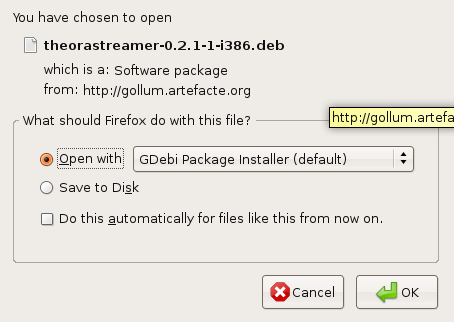 You have chosen to open
theorastreamer-0.2.1-1-i386.deb
which is a: Software package
from: http://gollum.artefacte.org
http://gollum.artefa
What should Firefox do with this file?
Open with GDebi Package Installer (default)
Save to Disk
Do this automatically for files like this from now on.
Cancel OK